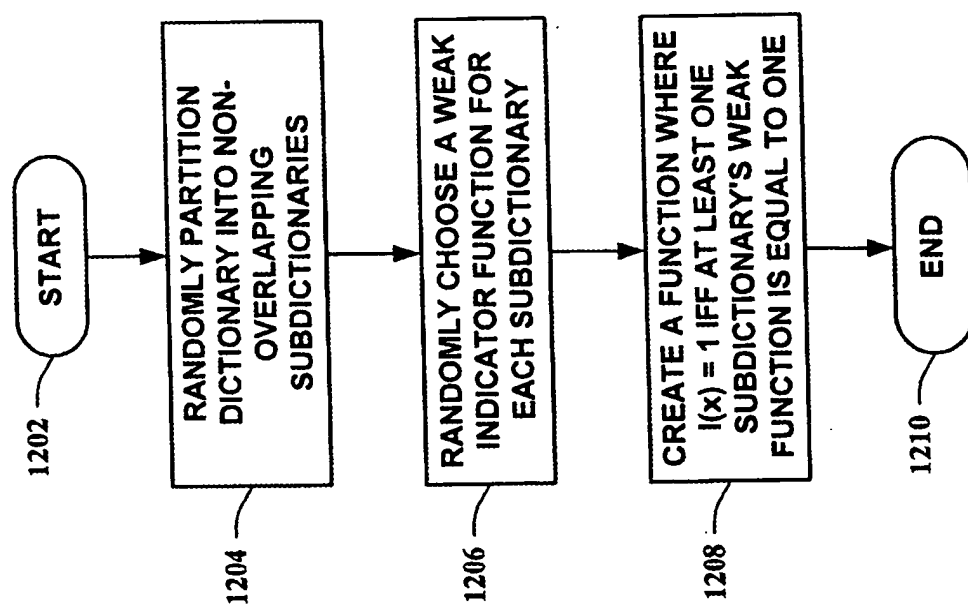 START
1202
RANDOMLY PARTITION
DICTIONARY INTO NON-
OVERLAPPING
SUBDICTIONARIES
1204
RANDOMLY CHOOSE A WEAK
INDICATOR FUNCTION FOR
EACH SUBDICTIONARY
1206
CREATE A FUNCTION WHERE
I(x) = 1 IFF AT LEAST ONE
SUBDICTIONARY'S WEAK
FUNCTION IS EQUAL TO ONE
1208
END
1210